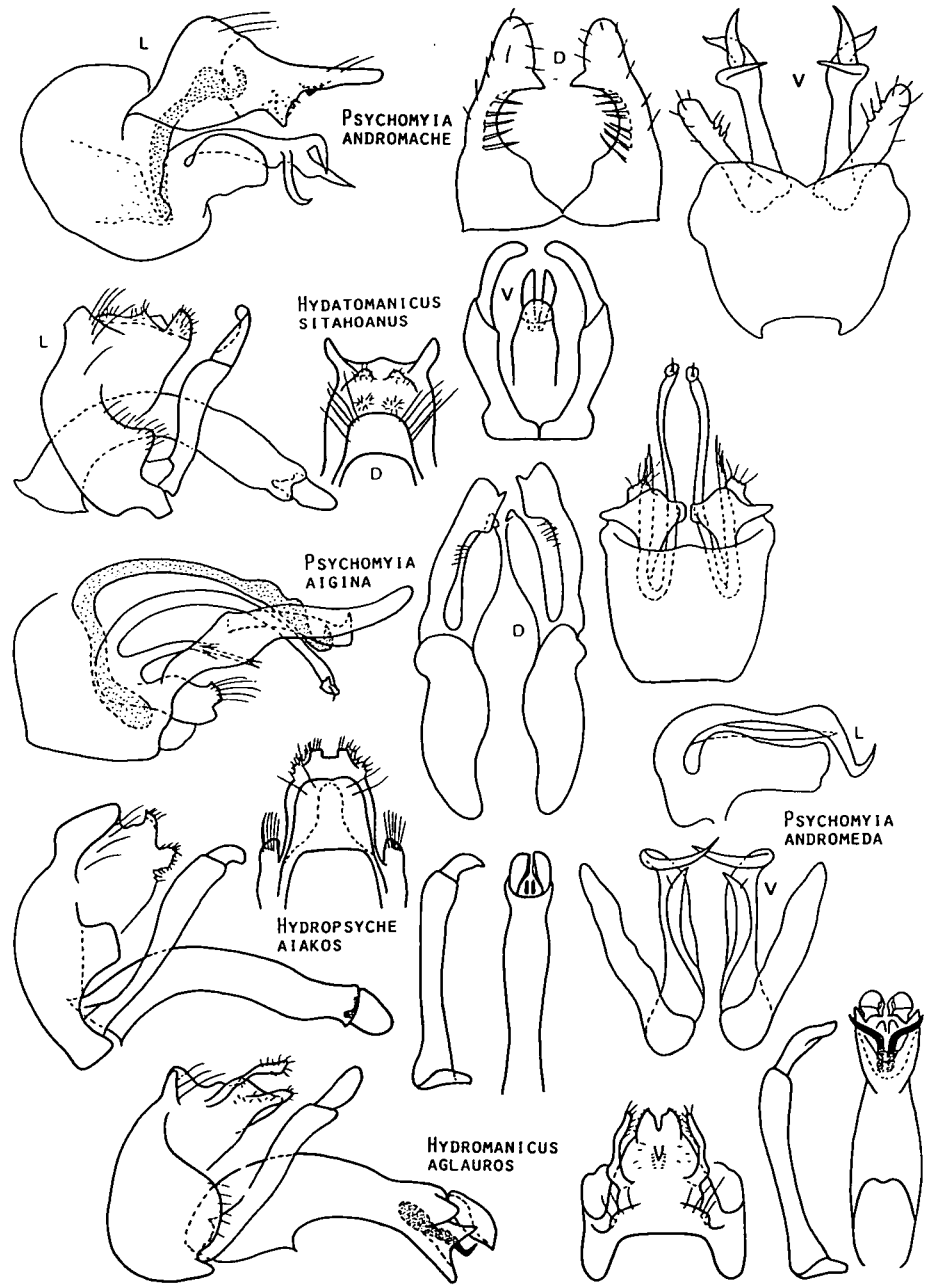 L
D
V
PSYCHOMYIA
ANDROMACHE
HYDATOMANICUS
SITAHOANUS
V
L
D
PSYCHOMYIA
AIGINA
D
L
PSYCHOMYIA
ANDROMEDA
V
HYDROPSYCHE
AIAKOS
HYDROMANICUS
AGLAUROS
V